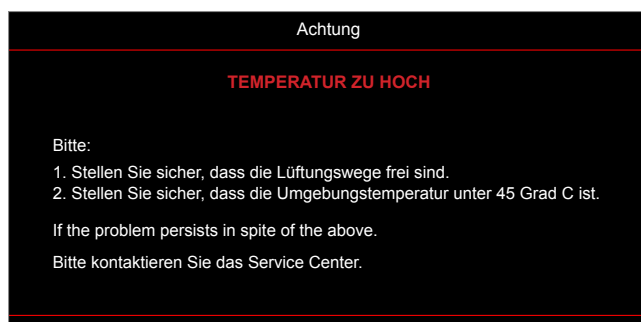 Achtung
TEMPERATUR ZU HOCH
Bitte:
1. Stellen Sie sicher, dass die Lüftungswege frei sind.
2. Stellen Sie sicher, dass die Umgebungstemperatur unter 45 Grad C ist.
If the problem persists in spite of the above.
Bitte kontaktieren Sie das Service Center.